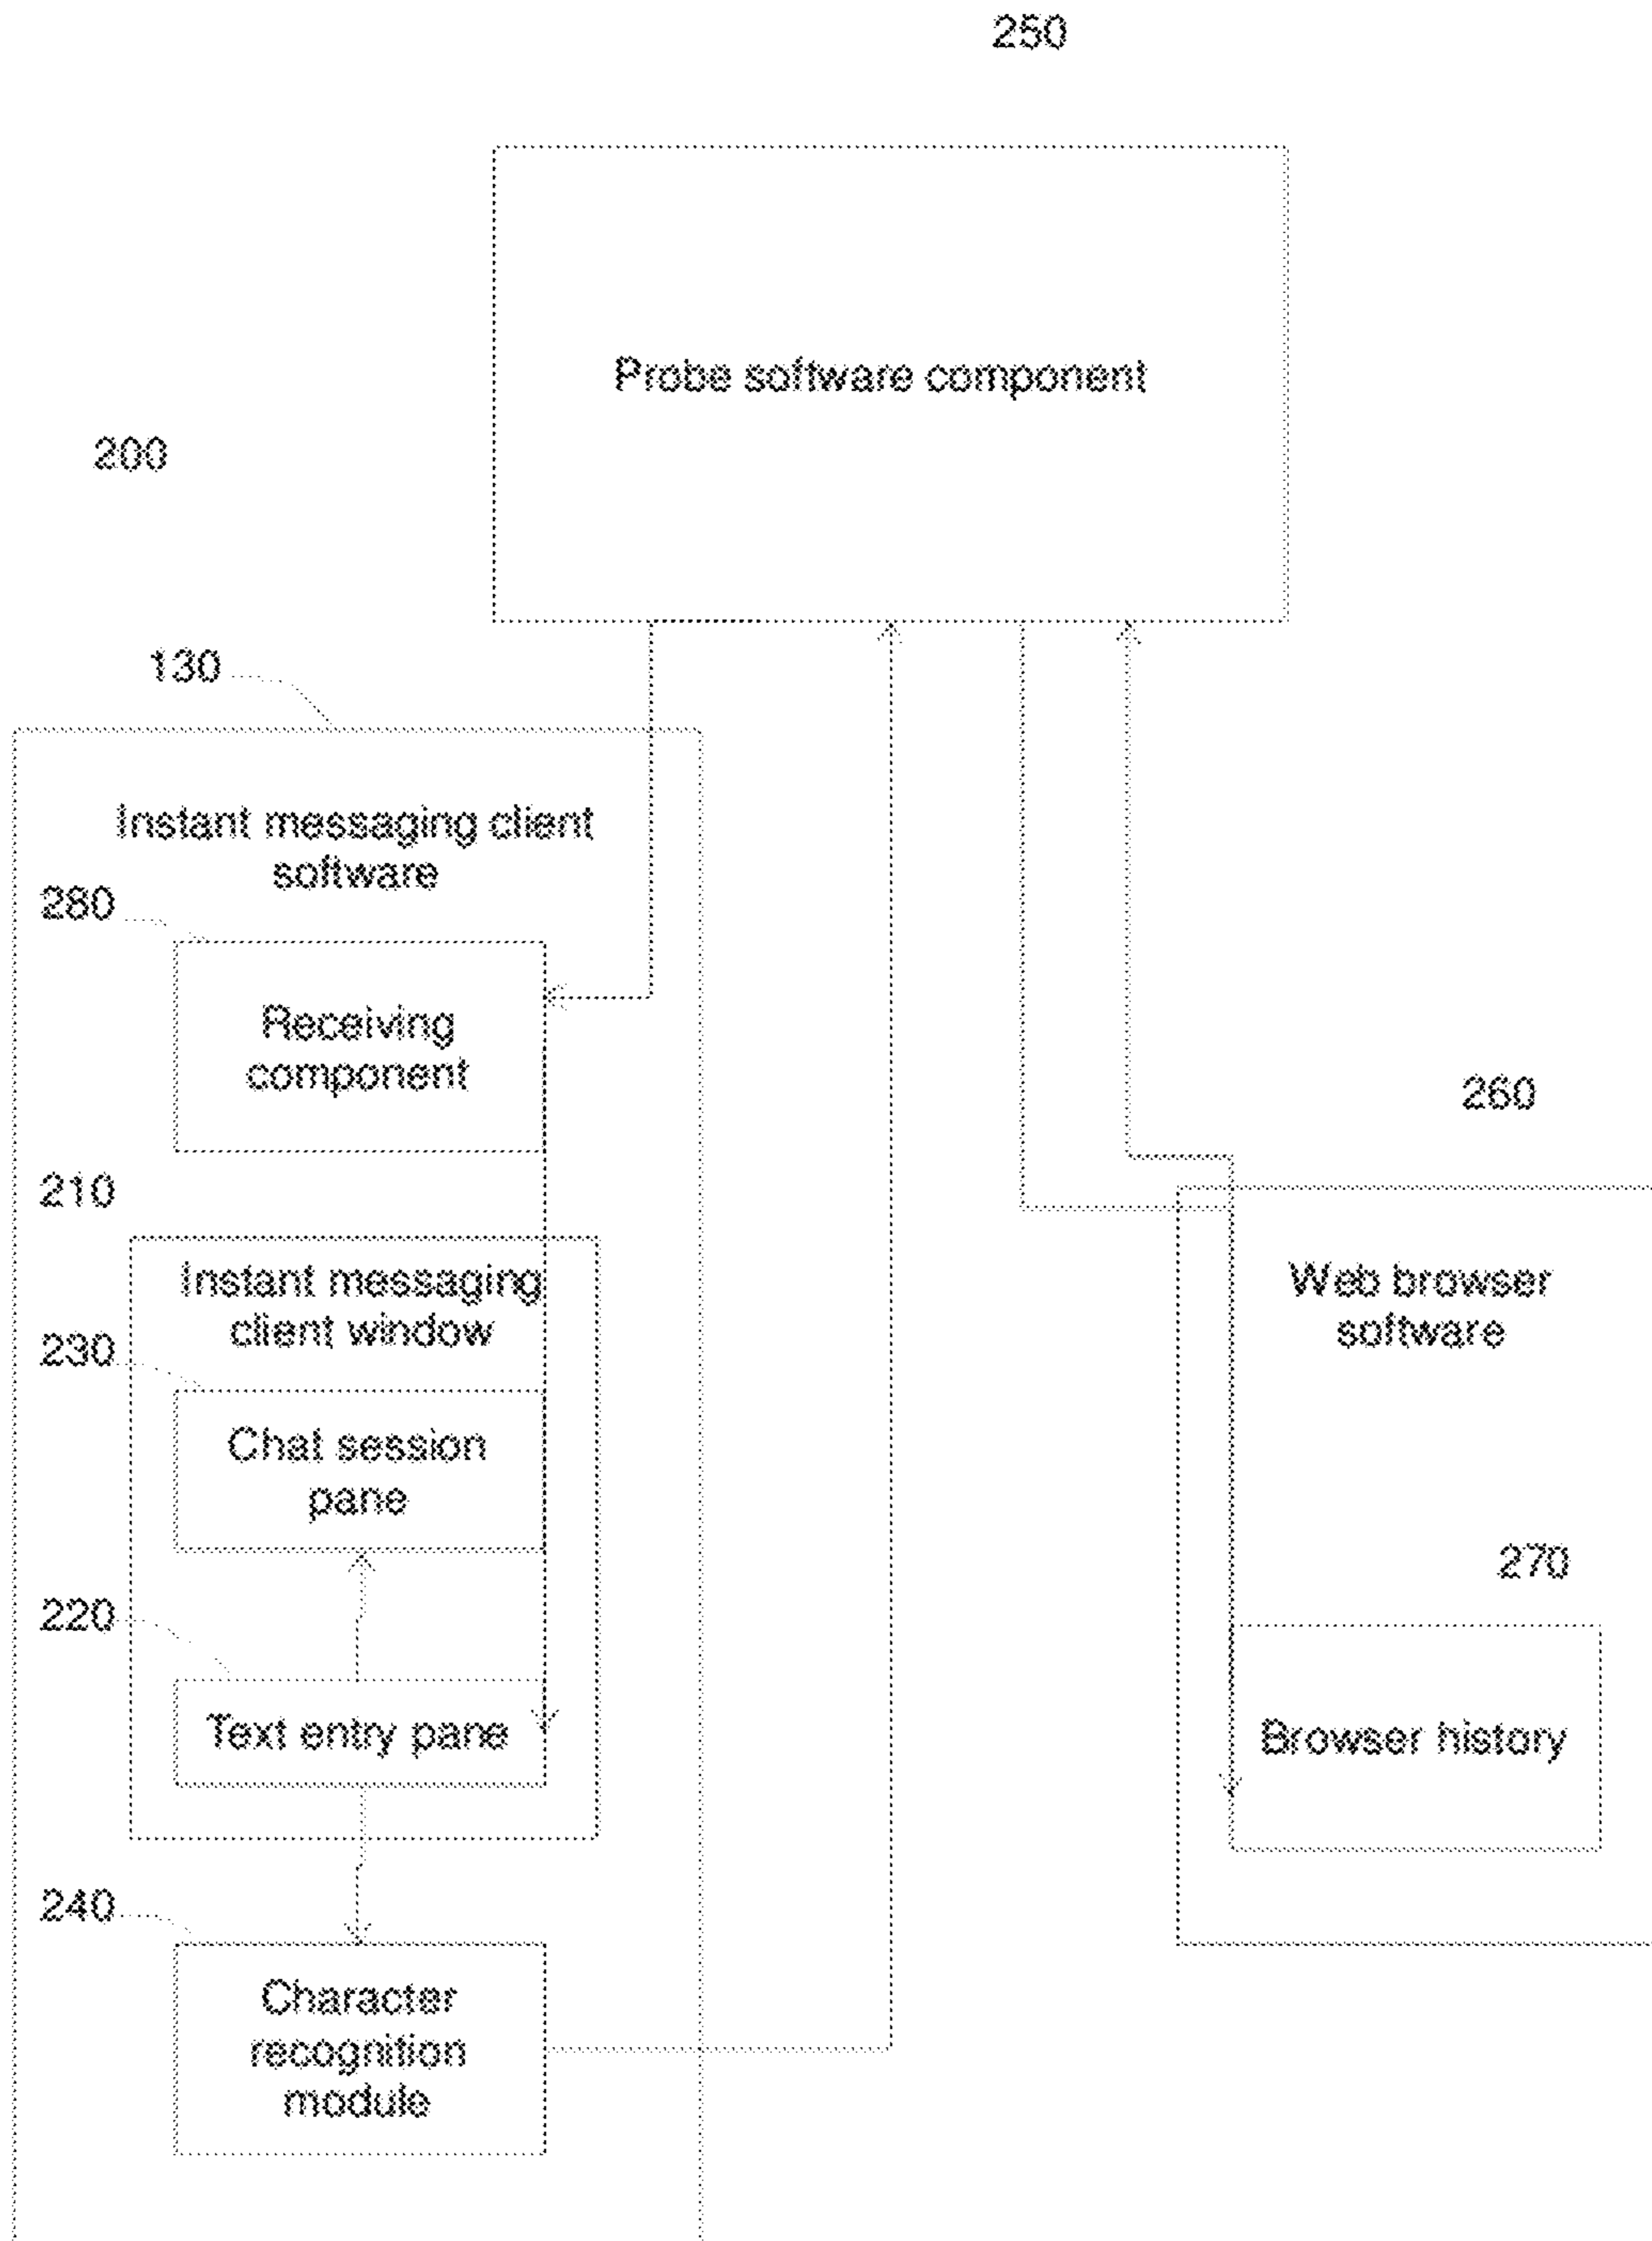 250
Probe software component
200
130
Instant messaging client
software
280
Receiving
component
260
210
Instant messaging
client window
Web browser
software
230
Chat session
pane
270
220
Text entry pane
Browser history
240
Character
recognition
module